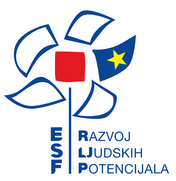 ESF
RAZVOJ
LJUDSKIH
POTENCIJALA